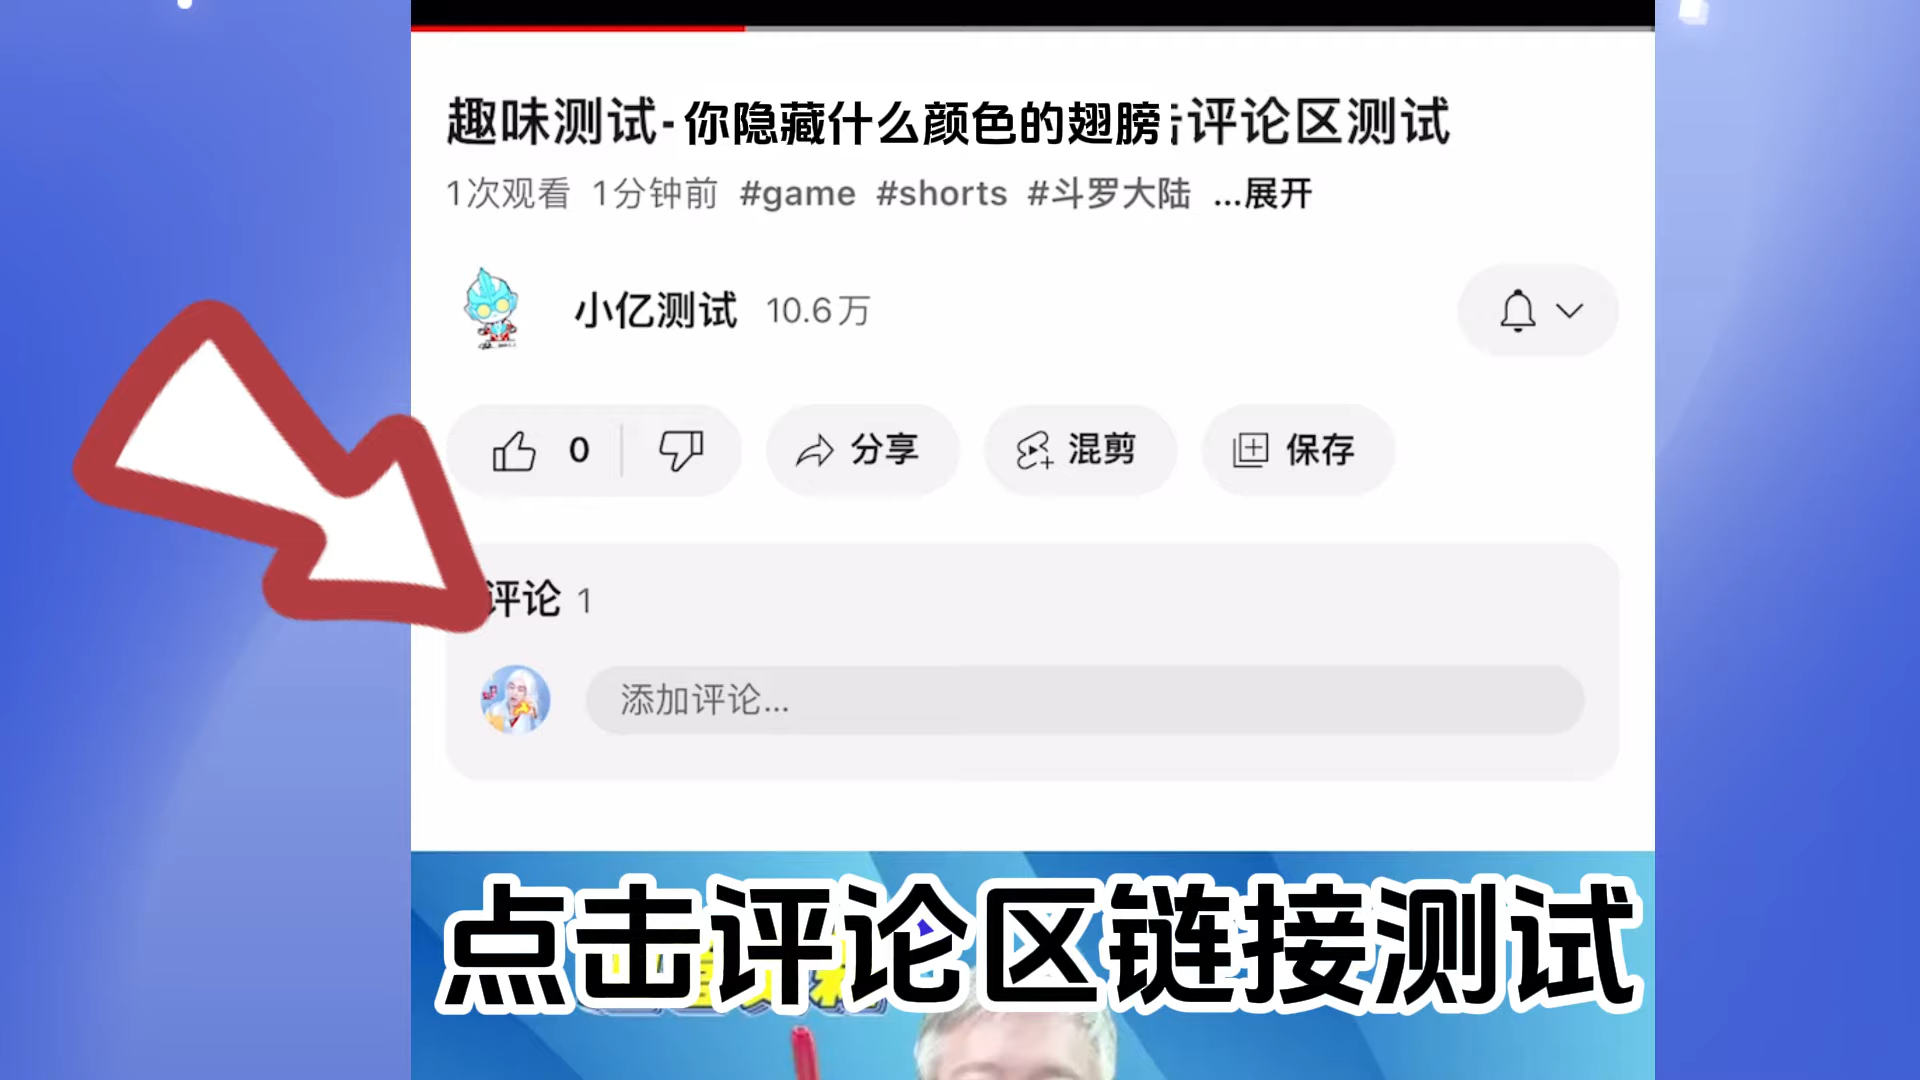 趣味测试-你隐藏什么颜色的翅膀评论区测试
1次观看 1分钟前 #game #shorts #斗罗大陆 ...展开
小亿测试 10.6万
0 分享 混剪 保存
评论 1
添加评论...
点击评论区链接测试